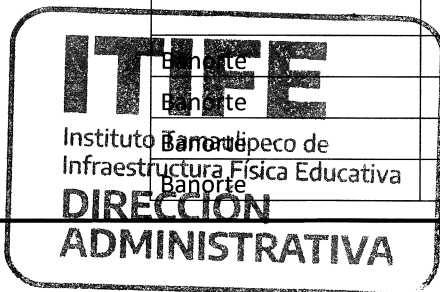 ITIFE
Banorte
Banorte
Instituto Tamaulipeco de
Banorte
Infraestructura Física Educativa
Banorte
DIRECCIÓN
ADMINISTRATIVA